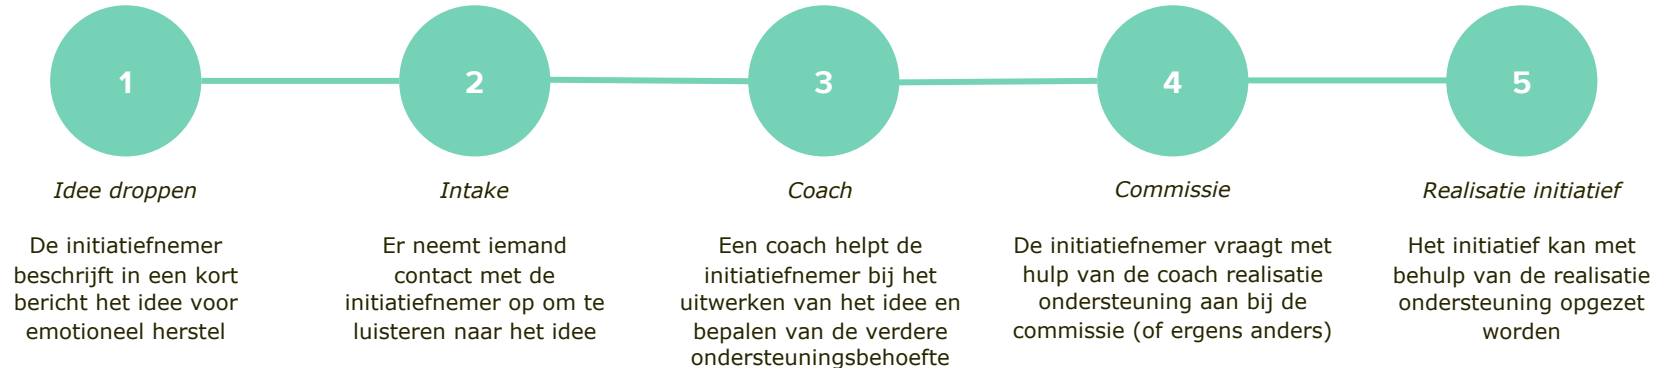 1
2
3
4
5
Idee droppen
De initiatiefnemer
beschrijft in een kort
bericht het idee voor
emotioneel herstel
Intake
Er neemt iemand
contact met de
initiatiefnemer op om te
luisteren naar het idee
Coach
Een coach helpt de
initiatiefnemer bij het
uitwerken van het idee en
bepalen van de verdere
ondersteuningsbehoefte
Commissie
De initiatiefnemer vraagt met
hulp van de coach realisatie
ondersteuning aan bij de
commissie (of ergens anders)
Realisatie initiatief
Het initiatief kan met
behulp van de realisatie
ondersteuning opgezet
worden